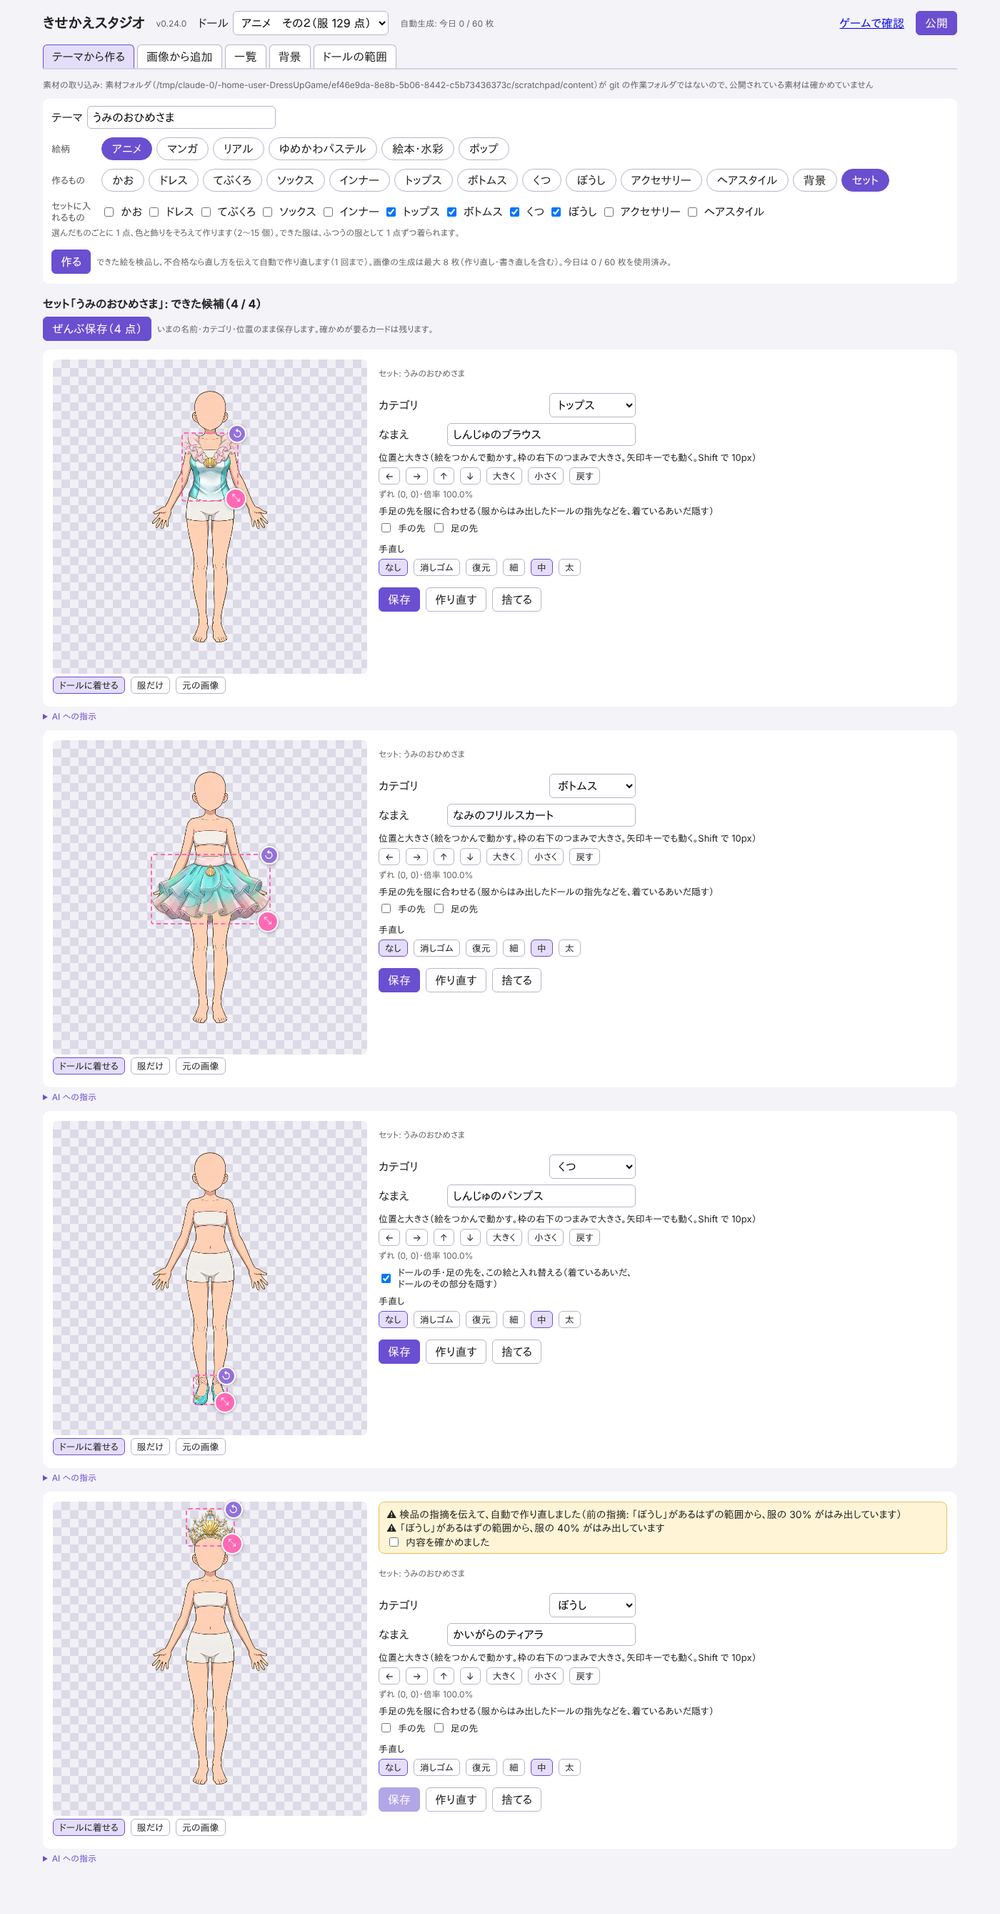 きせかえスタジオ v0.24.0 ドール アニメ その2（服 129 点） 自動生成: 今日 0 / 60 枚 ゲームで確認 公開
テーマから作る 画像から追加 一覧 背景 ドールの範囲
素材の取り込み: 素材フォルダ（/tmp/claude-0/-home-user-DressUpGame/ef46e9da-8e8b-5b06-8442-c5b73436373c/scratchpad/content）が git の作業フォルダではないので、公開されている素材は確かめていません
テーマ うみのおひめさま
絵柄 アニメ マンガ リアル ゆめかわパステル 絵本・水彩 ポップ
作るもの かお ドレス てぶくろ ソックス インナー トップス ボトムス くつ ぼうし アクセサリー ヘアスタイル 背景 セット
セットに入れるもの かお ドレス てぶくろ ソックス インナー トップス ボトムス くつ ぼうし アクセサリー ヘアスタイル
選んだものごとに 1 点、色と飾りをそろえて作ります（2〜15 個）。できた服は、ふつうの服として 1 点ずつ着られます。
作る できた絵を検品し、不合格なら直し方を伝えて自動で作り直します（1 回まで）。画像の生成は最大 8 枚（作り直し・書き直しを含む）。今日は 0 / 60 枚を使用済み。
セット「うみのおひめさま」: できた候補（4 / 4）
ぜんぶ保存（4 点） いまの名前・カテゴリ・位置のまま保存します。確かめが要るカードは残ります。
セット: うみのおひめさま
カテゴリ トップス
なまえ しんじゅのブラウス
位置と大きさ（絵をつかんで動かす。枠の右下のつまみで大きさ。矢印キーでも動く。Shift で 10px）
← → ↑ ↓ 大きく 小さく 戻す
ずれ (0, 0)・倍率 100.0%
手足の先を服に合わせる（服からはみ出したドールの指先などを、着ているあいだ隠す）
手の先 足の先
手直し
なし 消しゴム 復元 細 中 太
保存 作り直す 捨てる
ドールに着せる 服だけ 元の画像
▶ AI への指示
セット: うみのおひめさま
カテゴリ ボトムス
なまえ なみのフリルスカート
位置と大きさ（絵をつかんで動かす。枠の右下のつまみで大きさ。矢印キーでも動く。Shift で 10px）
← → ↑ ↓ 大きく 小さく 戻す
ずれ (0, 0)・倍率 100.0%
手足の先を服に合わせる（服からはみ出したドールの指先などを、着ているあいだ隠す）
手の先 足の先
手直し
なし 消しゴム 復元 細 中 太
保存 作り直す 捨てる
ドールに着せる 服だけ 元の画像
▶ AI への指示
セット: うみのおひめさま
カテゴリ くつ
なまえ しんじゅのパンプス
位置と大きさ（絵をつかんで動かす。枠の右下のつまみで大きさ。矢印キーでも動く。Shift で 10px）
← → ↑ ↓ 大きく 小さく 戻す
ずれ (0, 0)・倍率 100.0%
ドールの手・足の先を、この絵と入れ替える（着ているあいだ、
ドールのその部分を隠す）
手直し
なし 消しゴム 復元 細 中 太
保存 作り直す 捨てる
ドールに着せる 服だけ 元の画像
▶ AI への指示
⚠ 検品の指摘を伝えて、自動で作り直しました（前の指摘: 「ぼうし」があるはずの範囲から、服の 30% がはみ出しています）
⚠ 「ぼうし」があるはずの範囲から、服の 40% がはみ出しています
内容を確かめました
セット: うみのおひめさま
カテゴリ ぼうし
なまえ かいがらのティアラ
位置と大きさ（絵をつかんで動かす。枠の右下のつまみで大きさ。矢印キーでも動く。Shift で 10px）
← → ↑ ↓ 大きく 小さく 戻す
ずれ (0, 0)・倍率 100.0%
手足の先を服に合わせる（服からはみ出したドールの指先などを、着ているあいだ隠す）
手の先 足の先
手直し
なし 消しゴム 復元 細 中 太
保存 作り直す 捨てる
ドールに着せる 服だけ 元の画像
▶ AI への指示